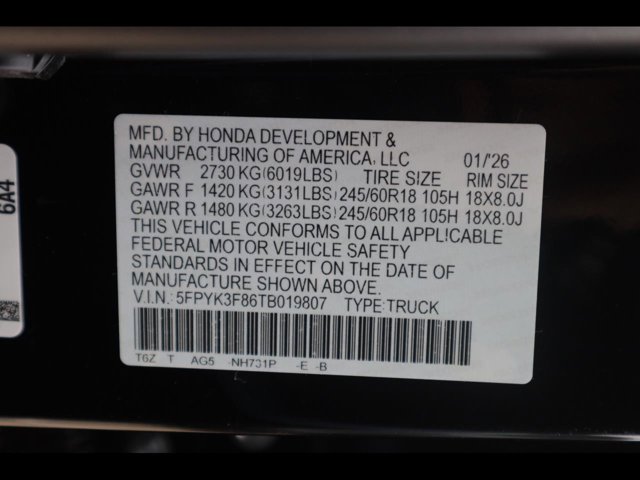 MFD. BY HONDA DEVELOPMENT &
MANUFACTURING OF AMERICA, LLC 01/'26
GVWR 2730 KG(6019LBS) TIRE SIZE RIM SIZE
GAWR F 1420 KG(3131LBS) 245/60R18 105H 18X8.0J
GAWR R 1480 KG(3263LBS) 245/60R18 105H 18X8.0J
THIS VEHICLE CONFORMS TO ALL APPLICABLE
FEDERAL MOTOR VEHICLE SAFETY
STANDARDS IN EFFECT ON THE DATE OF
MANUFACTURE SHOWN ABOVE.
V.I.N.: 5FPYK3F86TB019807 TYPE:TRUCK
T6Z T AG5 -NH731P -E -B
6A4